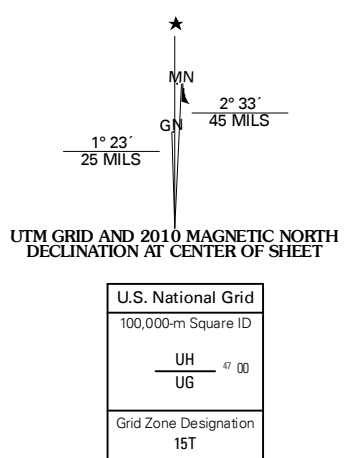 ★
MN
2° 33´
45 MILS
GN
1° 23´
25 MILS
UTM GRID AND 2010 MAGNETIC NORTH
DECLINATION AT CENTER OF SHEET
U.S. National Grid
100,000-m Square ID
UH
47 00
UG
Grid Zone Designation
15T